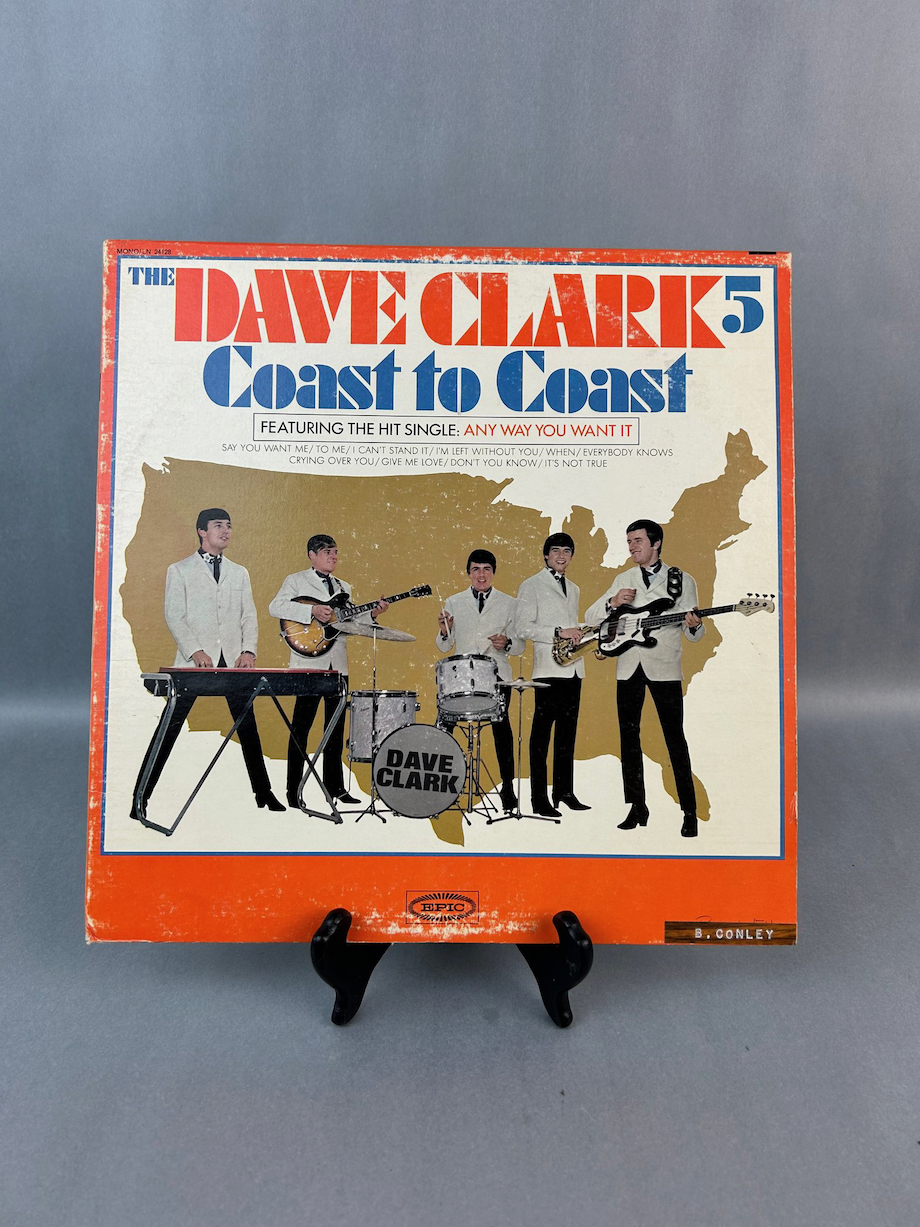 MONO/LN 24128
THE DAVE CLARK 5
Coast to Coast
FEATURING THE HIT SINGLE: ANY WAY YOU WANT IT
SAY YOU WANT ME/TO ME/I CAN'T STAND IT/I'M LEFT WITHOUT YOU/WHEN/EVERYBODY KNOWS
CRYING OVER YOU/GIVE ME LOVE/DON'T YOU KNOW/IT'S NOT TRUE
DAVE
CLARK
EPIC
B. CONLEY